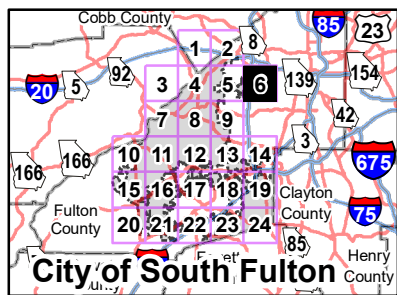 Cobb County
85
23
1 2 8
20 5 92 3 4 5 6 139 154
7 8 9 42
3
166 166 10 11 12 13 14 675
15 16 17 18 19 Clayton County
Fulton County
75
20 21 22 23 24 85 Henry County
City of South Fulton